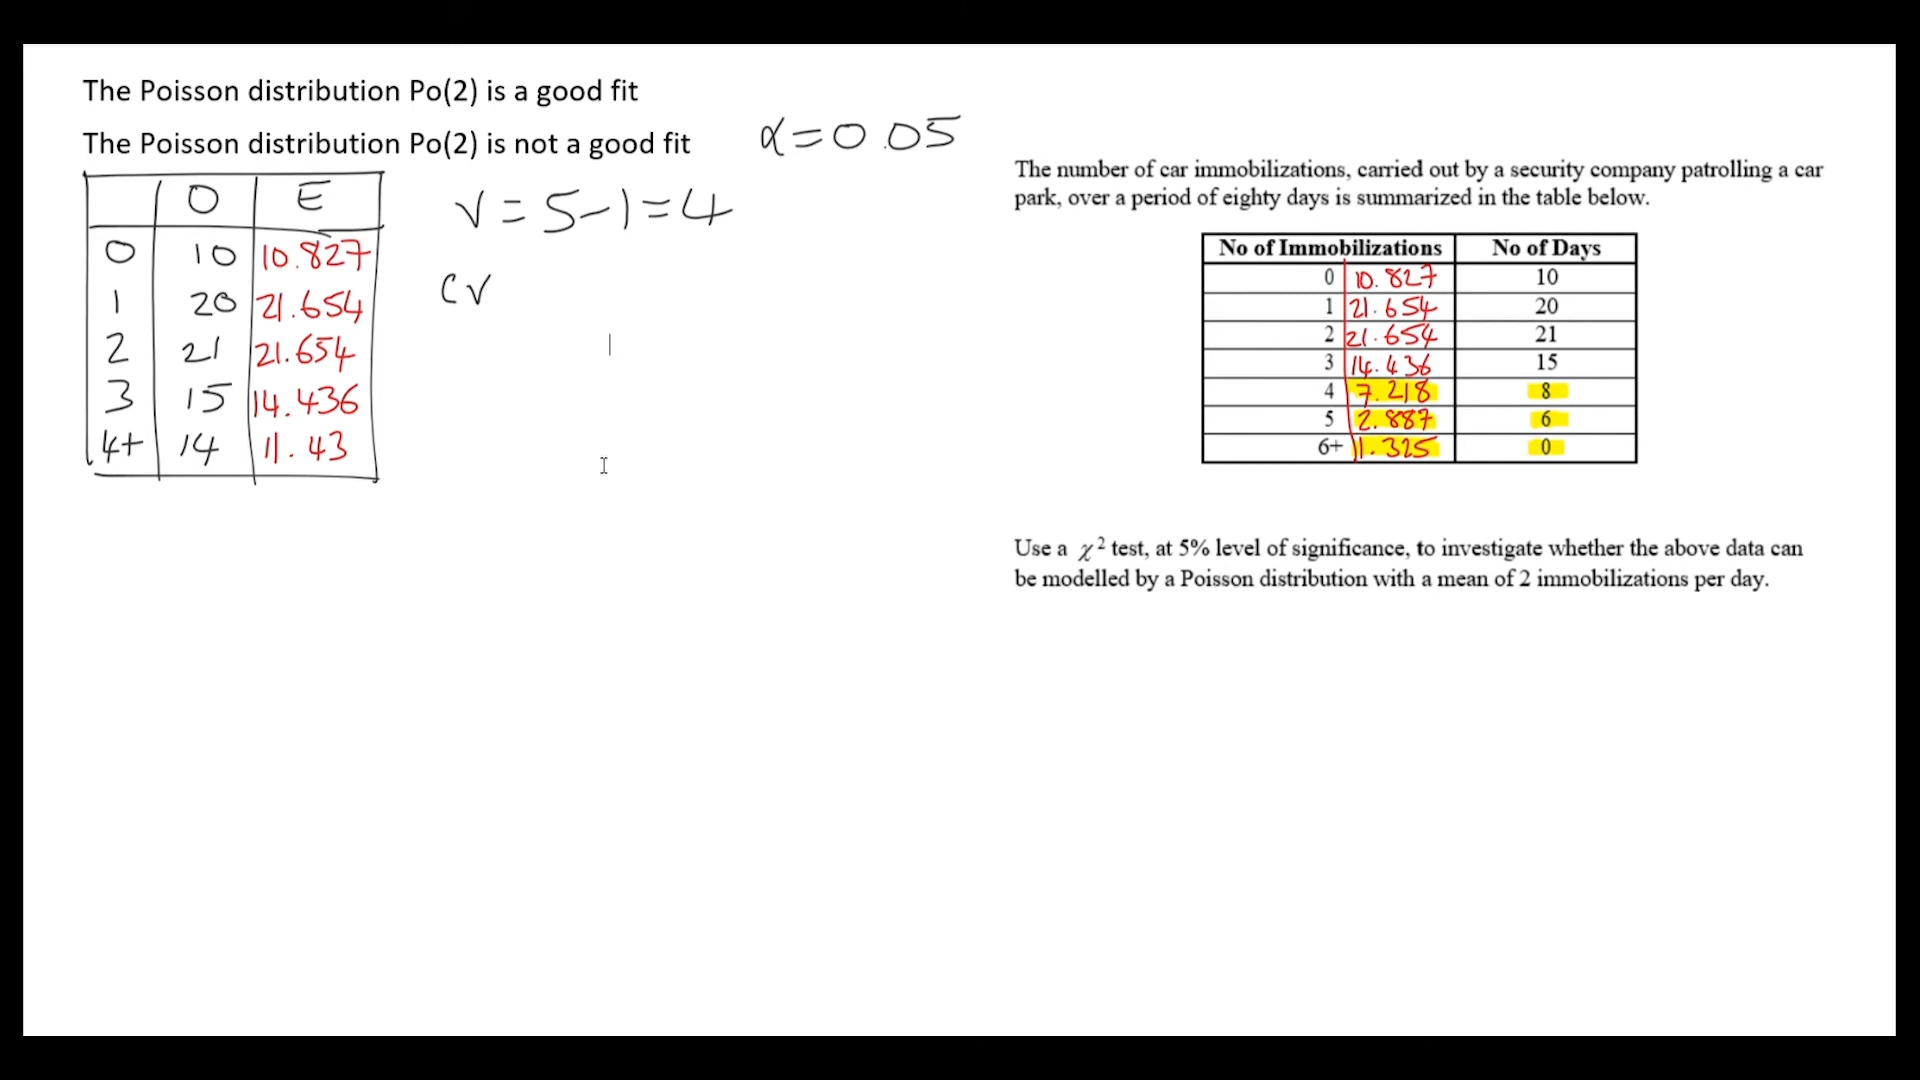 The Poisson distribution Po(2) is a good fit
The Poisson distribution Po(2) is not a good fit
α = 0.05
O E
0 10 10.827
1 20 21.654
2 21 21.654
3 15 14.436
4+ 14 11.43
ν = 5 - 1 = 4
CV
The number of car immobilizations, carried out by a security company patrolling a car
park, over a period of eighty days is summarized in the table below.
No of Immobilizations No of Days
0 10.827 10
1 21.654 20
2 21.654 21
3 14.436 15
4 7.218 8
5 2.887 6
6+ 11.325 0
Use a χ² test, at 5% level of significance, to investigate whether the above data can
be modelled by a Poisson distribution with a mean of 2 immobilizations per day.